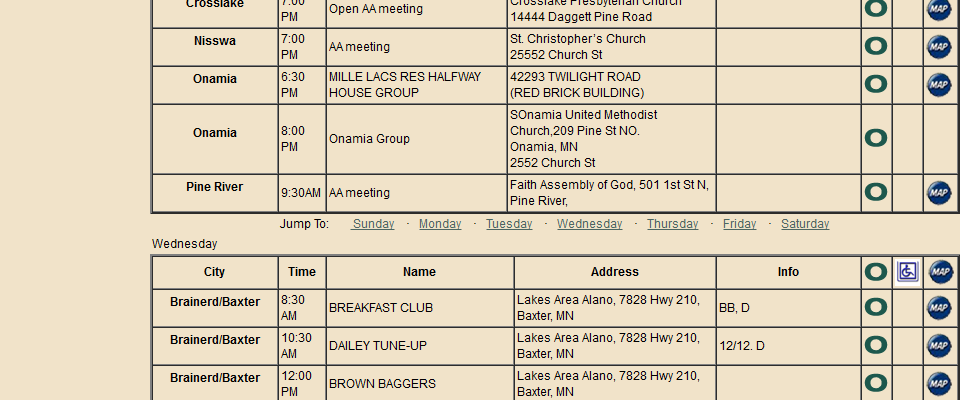 Crosslake
7:00
PM
Open AA meeting
Crosslake Presbyterian Church
14444 Daggett Pine Road
O
MAP
Nisswa
7:00
PM
AA meeting
St. Christopher's Church
25552 Church St
O
MAP
Onamia
6:30
PM
MILLE LACS RES HALFWAY
HOUSE GROUP
42293 TWILIGHT ROAD
(RED BRICK BUILDING)
O
MAP
Onamia
8:00
PM
Onamia Group
SOnamia United Methodist
Church,209 Pine St NO.
Onamia, MN
2552 Church St
O
Pine River
9:30AM
AA meeting
Faith Assembly of God, 501 1st St N,
Pine River,
O
MAP
Jump To: Sunday · Monday · Tuesday · Wednesday · Thursday · Friday · Saturday
Wednesday
City Time Name Address Info O MAP
Brainerd/Baxter
8:30
AM
BREAKFAST CLUB
Lakes Area Alano, 7828 Hwy 210,
Baxter, MN
BB, D
O
MAP
Brainerd/Baxter
10:30
AM
DAILEY TUNE-UP
Lakes Area Alano, 7828 Hwy 210,
Baxter, MN
12/12. D
O
MAP
Brainerd/Baxter
12:00
PM
BROWN BAGGERS
Lakes Area Alano, 7828 Hwy 210,
Baxter, MN
O
MAP